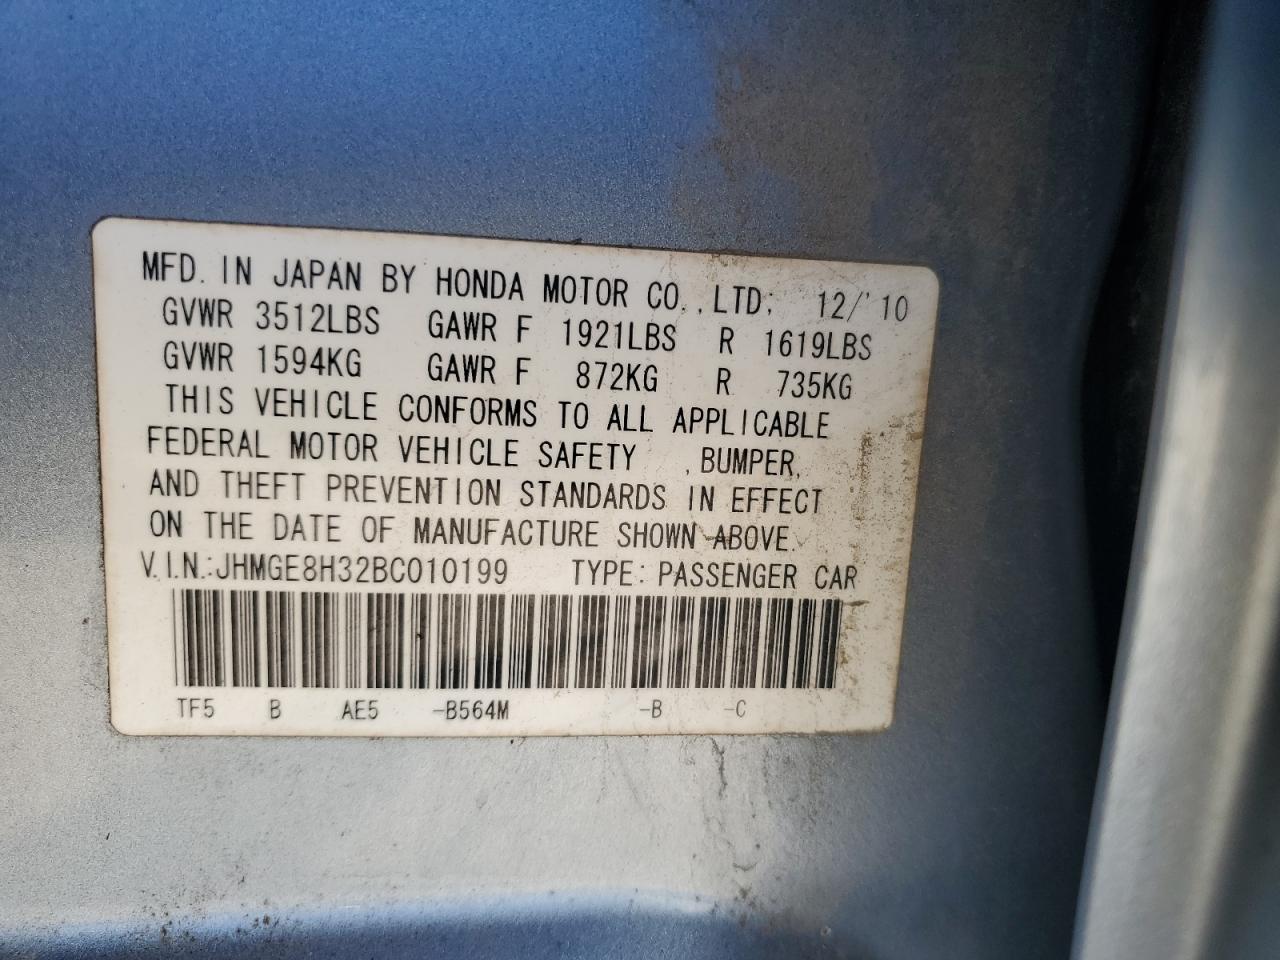 MFD. IN JAPAN BY HONDA MOTOR CO., LTD; 12/'10
GVWR 3512LBS GAWR F 1921LBS R 1619LBS
GVWR 1594KG GAWR F 872KG R 735KG
THIS VEHICLE CONFORMS TO ALL APPLICABLE
FEDERAL MOTOR VEHICLE SAFETY , BUMPER,
AND THEFT PREVENTION STANDARDS IN EFFECT
ON THE DATE OF MANUFACTURE SHOWN ABOVE.
V.I.N.:JHMGE8H32BC010199 TYPE: PASSENGER CAR
TF5 B AE5 -B564M -B -C